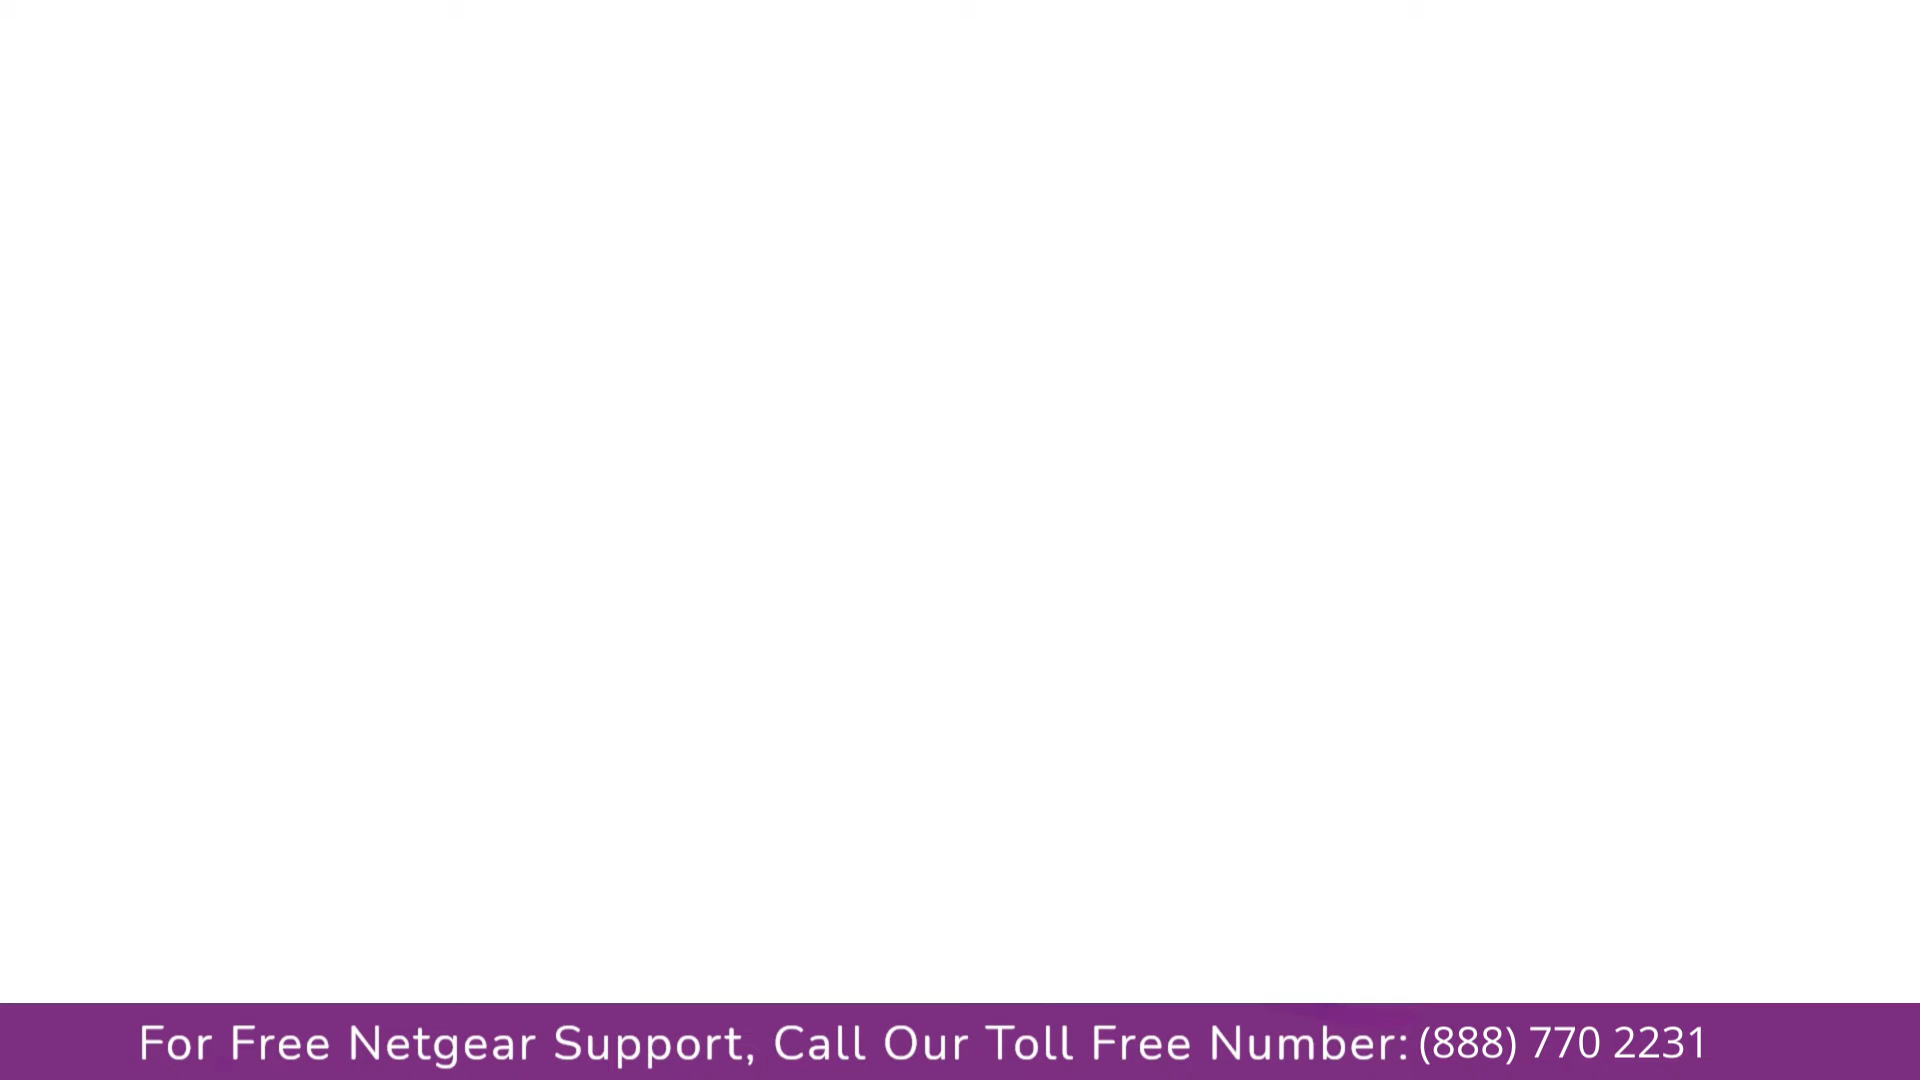 For Free Netgear Support, Call Our Toll Free Number: (888) 770 2231